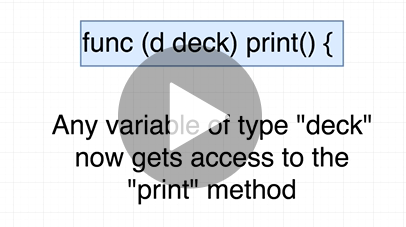 func (d deck) print() {
Any variable of type "deck"
now gets access to the
"print" method